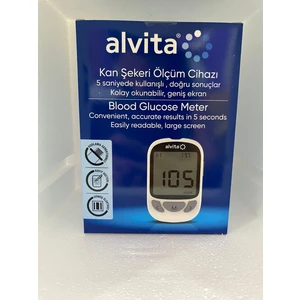 alvita®
Kan Şekeri Ölçüm Cihazı
5 saniyede kullanışlı, doğru sonuçlar
Kolay okunabilir, geniş ekran
Blood Glucose Meter
Convenient, accurate results in 5 seconds
Easily readable, large screen
alvita
105
M